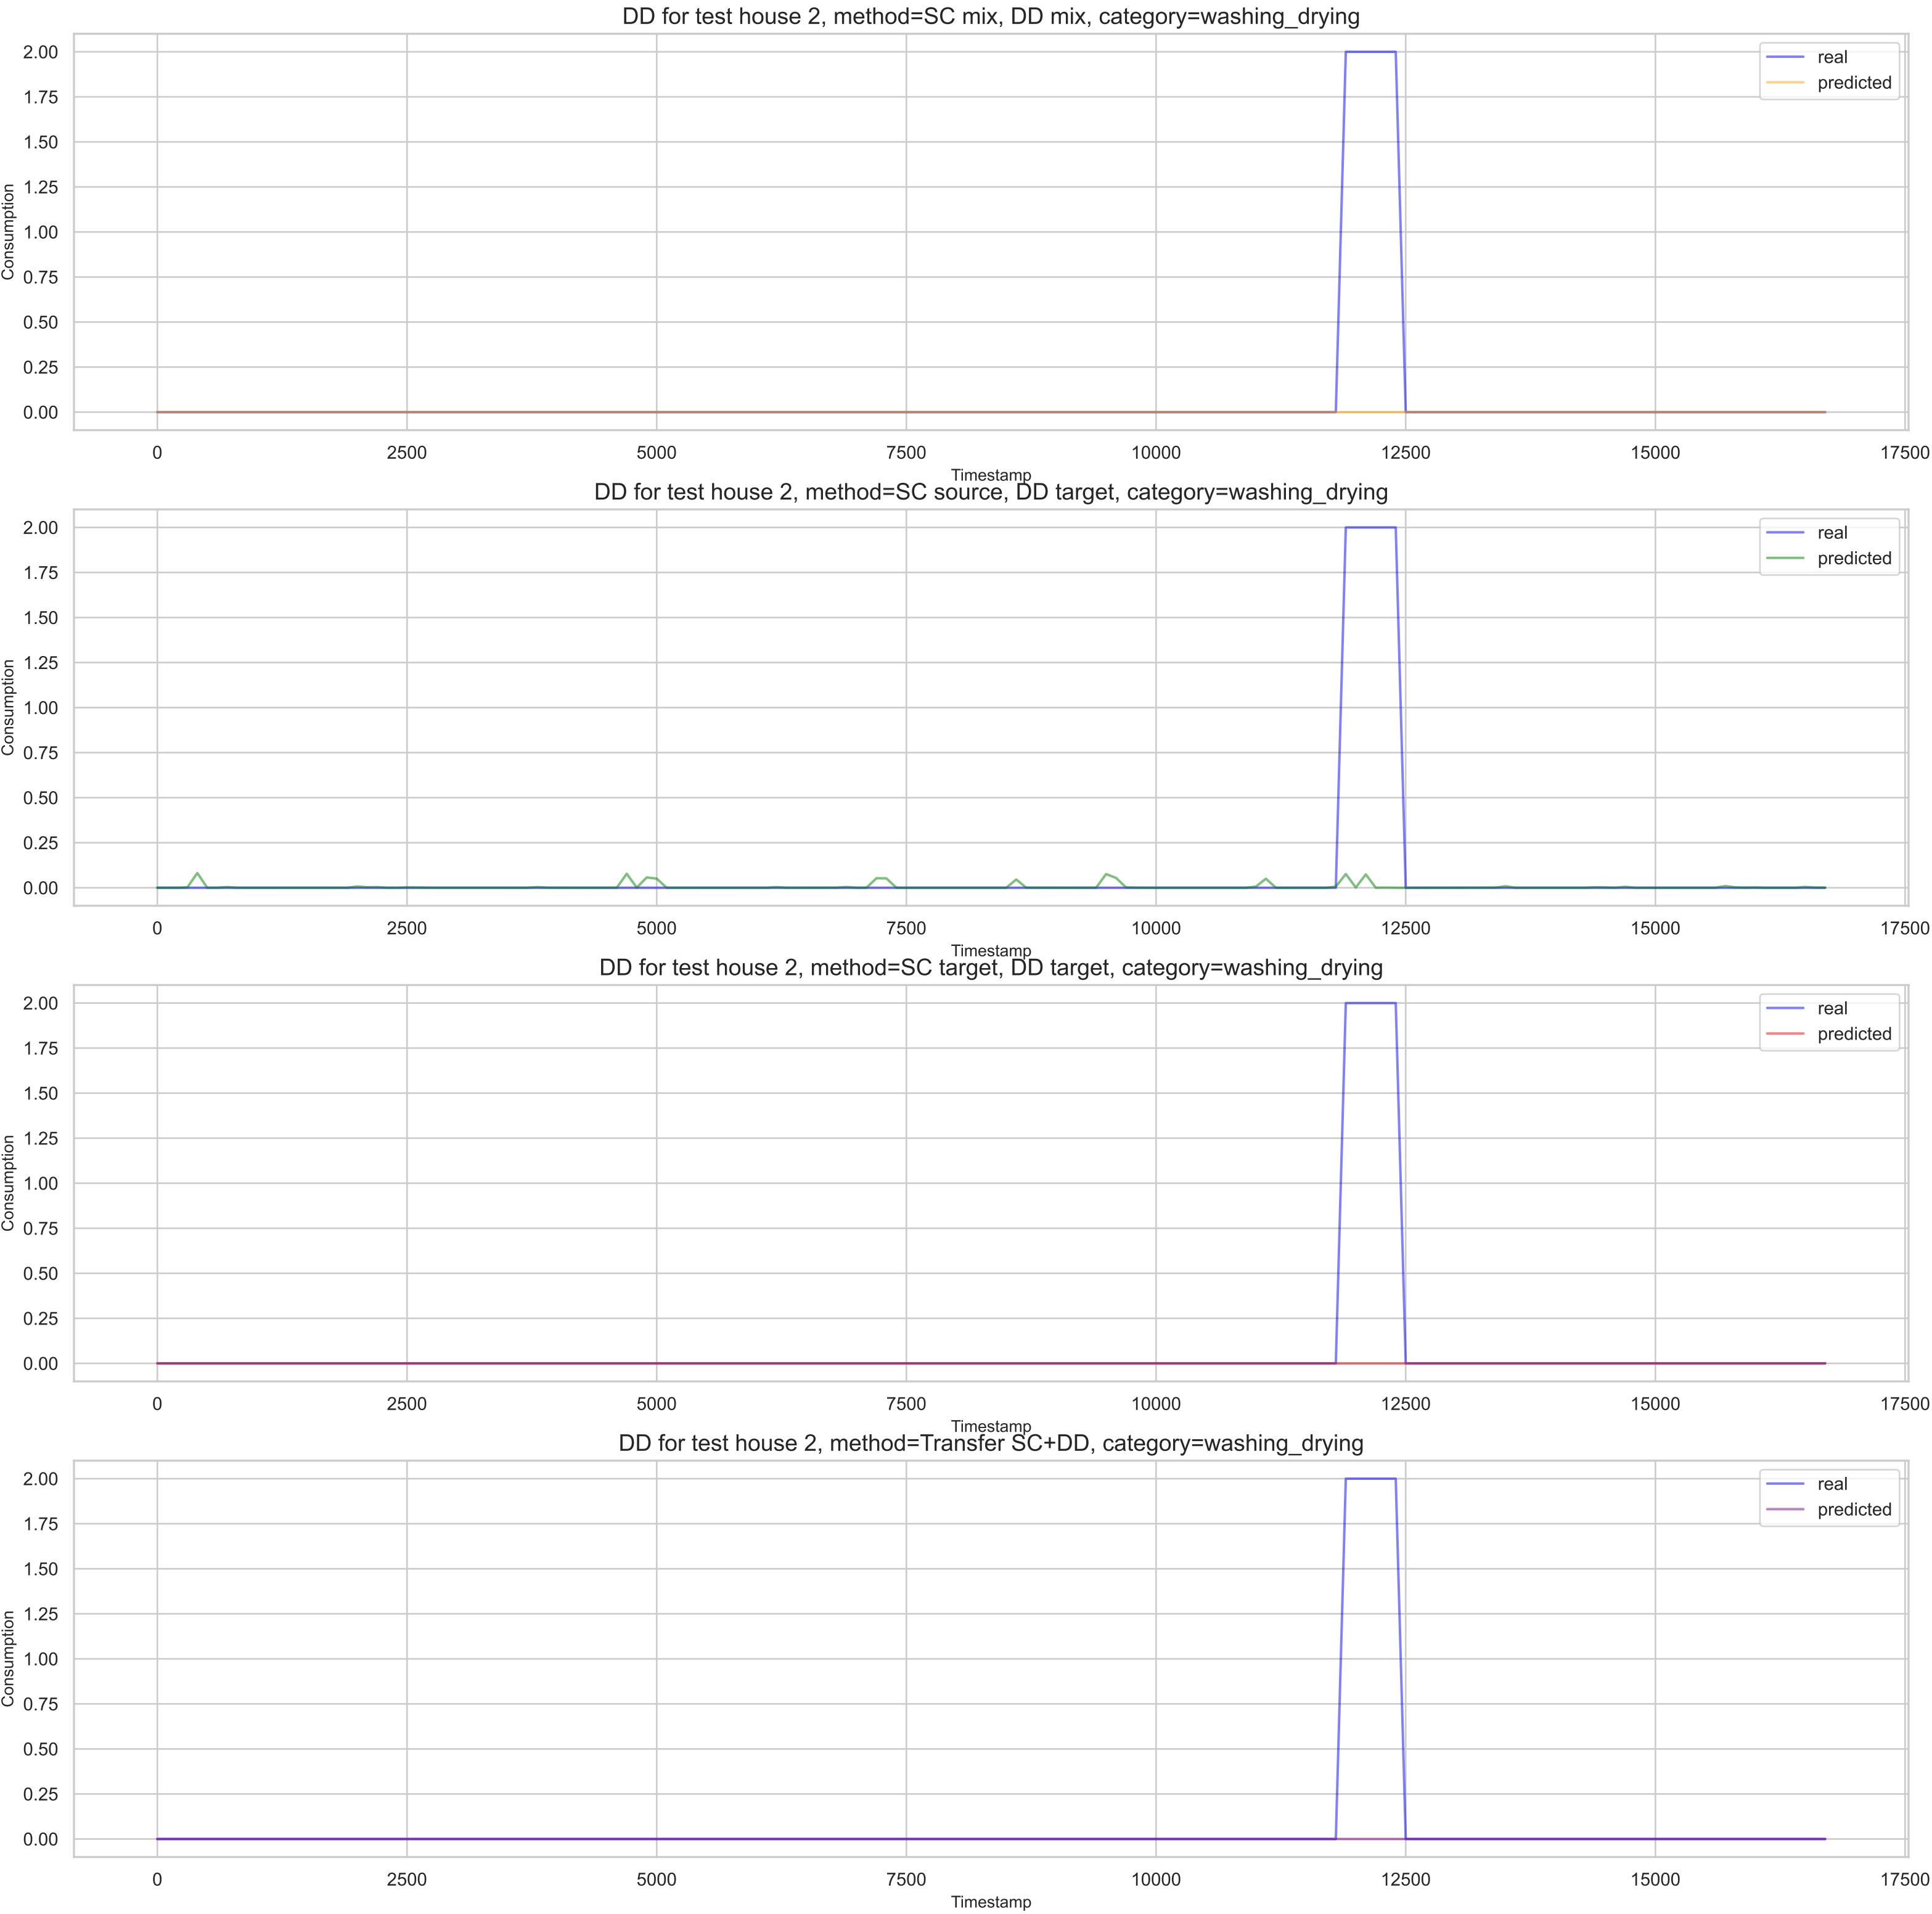 DD for test house 2, method=SC mix, DD mix, category=washing_drying
2.00
1.75
1.50
1.25
1.00
0.75
0.50
0.25
0.00
Consumption
real
predicted
0 2500 5000 7500 10000 12500 15000 17500
Timestamp
DD for test house 2, method=SC source, DD target, category=washing_drying
2.00
1.75
1.50
1.25
1.00
0.75
0.50
0.25
0.00
Consumption
real
predicted
0 2500 5000 7500 10000 12500 15000 17500
Timestamp
DD for test house 2, method=SC target, DD target, category=washing_drying
2.00
1.75
1.50
1.25
1.00
0.75
0.50
0.25
0.00
Consumption
real
predicted
0 2500 5000 7500 10000 12500 15000 17500
Timestamp
DD for test house 2, method=Transfer SC+DD, category=washing_drying
2.00
1.75
1.50
1.25
1.00
0.75
0.50
0.25
0.00
Consumption
real
predicted
0 2500 5000 7500 10000 12500 15000 17500
Timestamp